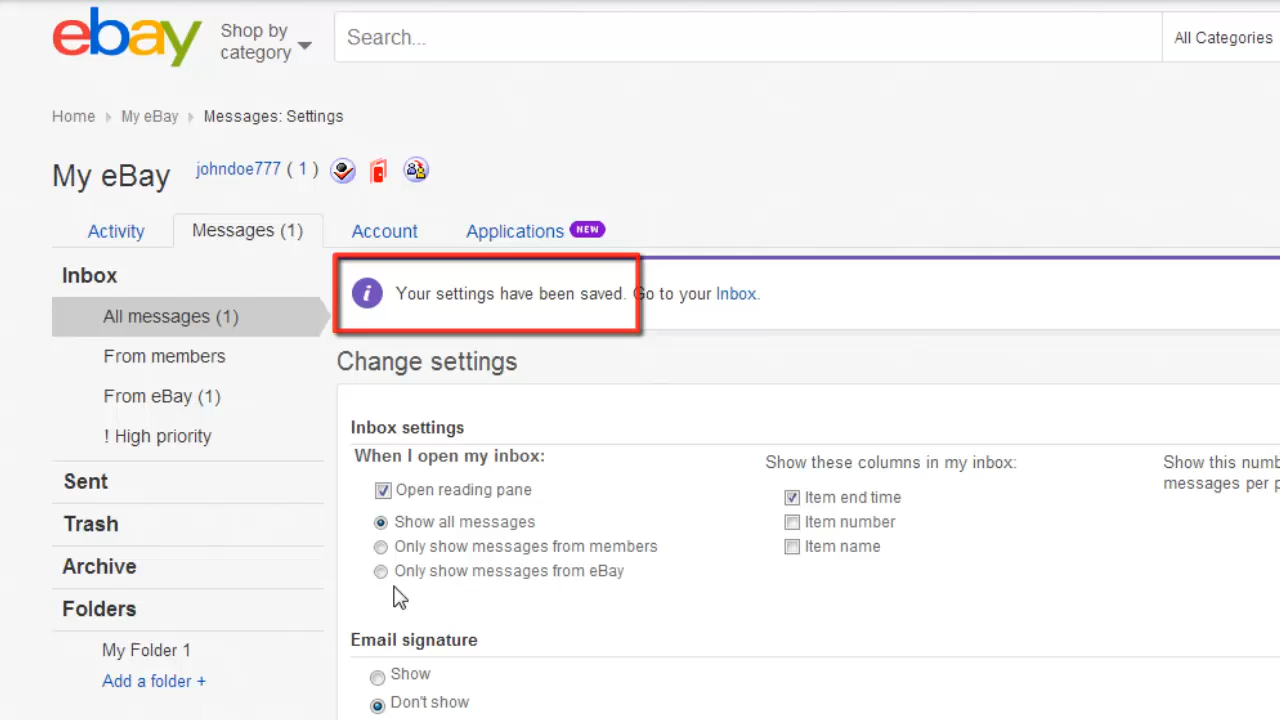 ebay
Shop by
category
Search...
All Categories
Home My eBay Messages: Settings
My eBay johndoe777 ( 1 )
Activity Messages (1) Account Applications NEW
Inbox
All messages (1)
From members
From eBay (1)
! High priority
Sent
Trash
Archive
Folders
My Folder 1
Add a folder +
i Your settings have been saved. Go to your Inbox.
Change settings
Inbox settings
When I open my inbox:
Open reading pane
Show all messages
Only show messages from members
Only show messages from eBay
Show these columns in my inbox:
Item end time
Item number
Item name
Show this
messages per
Email signature
Show
Don't show